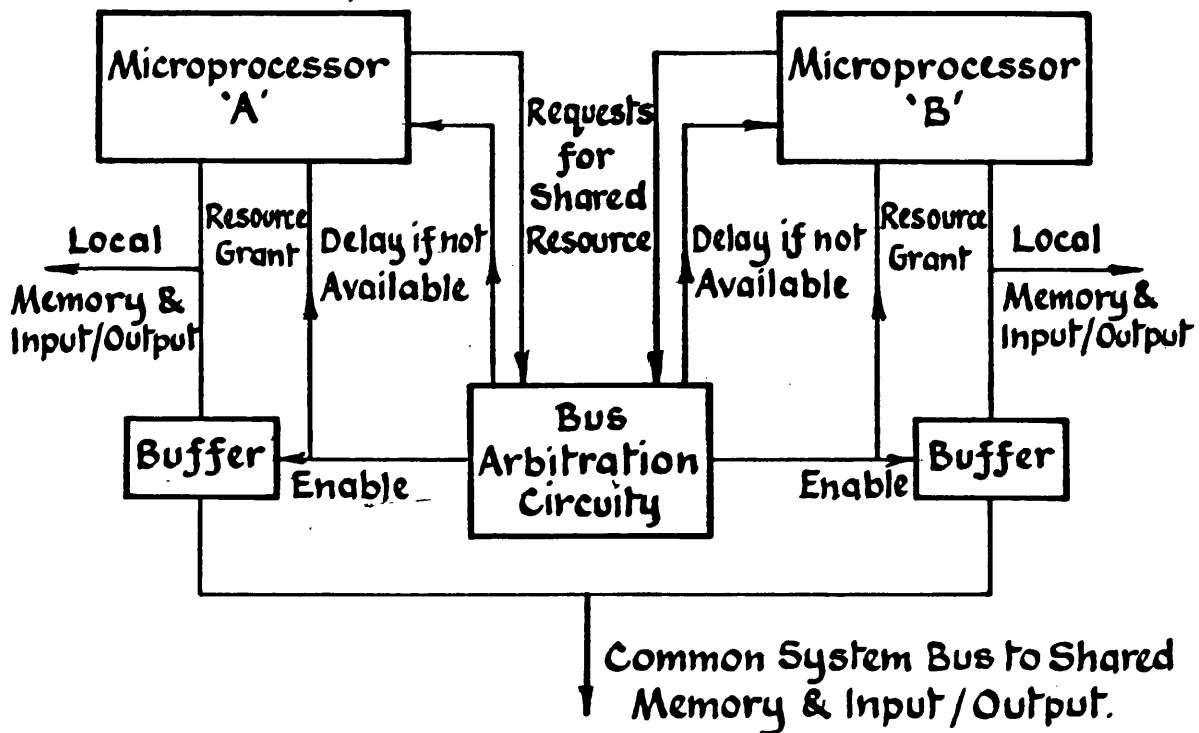 Microprocessor
'A'
Microprocessor
'B'
Requests
for
Shared
Resource
Resource
Grant
Delay if not
Available
Delay if not
Available
Resource
Grant
Local
Memory &
Input/Output
Local
Memory &
Input/Output
Buffer
Enable
Bus
Arbitration
Circuity
Enable
Buffer
Common System Bus to Shared
Memory & Input/Output.